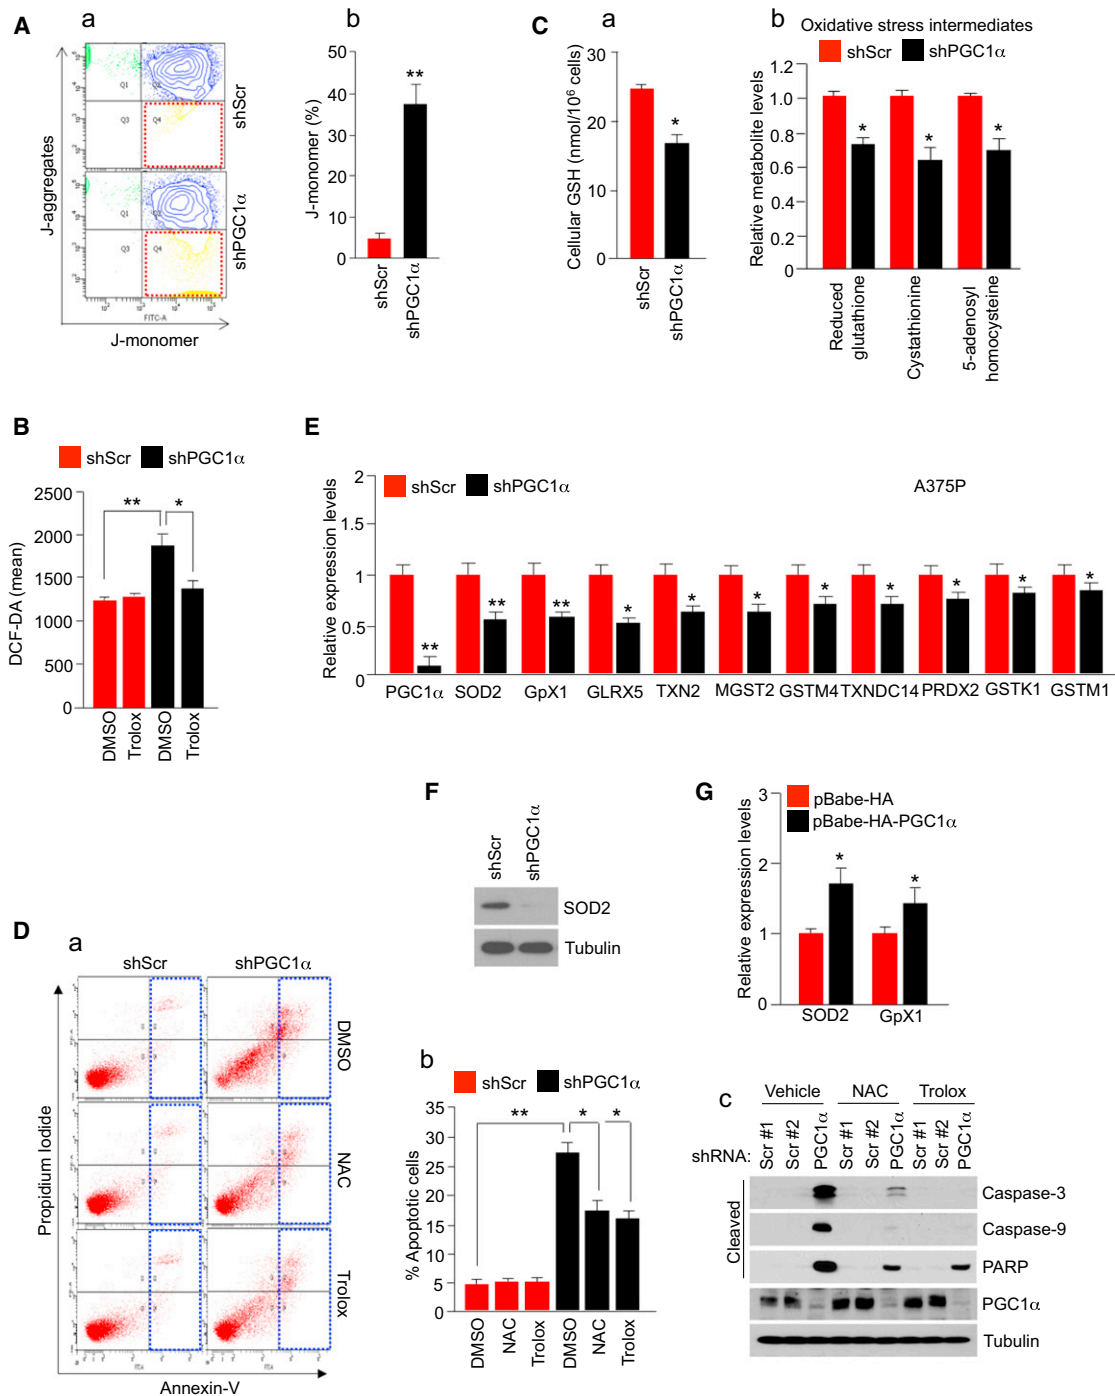 A
a
J-aggregates
Q1
Q2
Q3
Q4
shScr
Q1
Q2
Q3
Q4
shPGC1α
FITC-A
J-monomer
b
J-monomer (%)
50
40
30
20
10
0
**
shScr
shPGC1α
C
a
Cellular GSH (nmol/10⁶ cells)
30
20
10
0
*
shScr
shPGC1α
b
Oxidative stress intermediates
shScr
shPGC1α
Relative metabolite levels
1.2
1.0
0.8
0.6
0.4
0.2
0
* * *
Reduced glutathione
Cystathionine
5-adenosyl homocysteine
B
shScr
shPGC1α
DCF-DA (mean)
2500
2000
1500
1000
500
0
** *
DMSO
Trolox
DMSO
Trolox
E
Relative expression levels
2
1.5
1
0.5
0
shScr
shPGC1α
A375P
** ** ** * * * * * * * *
PGC1α SOD2 GpX1 GLRX5 TXN2 MGST2 GSTM4 TXNDC14 PRDX2 GSTK1 GSTM1
F
shScr
shPGC1α
SOD2
Tubulin
G
Relative expression levels
3
2
1
0
pBabe-HA
pBabe-HA-PGC1α
* *
SOD2 GpX1
D
a
shScr shPGC1α
Propidium Iodide
DMSO
NAC
Trolox
Annexin-V
b
shScr
shPGC1α
% Apoptotic cells
35
30
25
20
15
10
5
0
** * *
DMSO
NAC
Trolox
DMSO
NAC
Trolox
c
Vehicle NAC Trolox
shRNA:
Scr #1
Scr #2
PGC1α
Scr #1
Scr #2
PGC1α
Scr #1
Scr #2
PGC1α
Cleaved
Caspase-3
Caspase-9
PARP
PGC1α
Tubulin